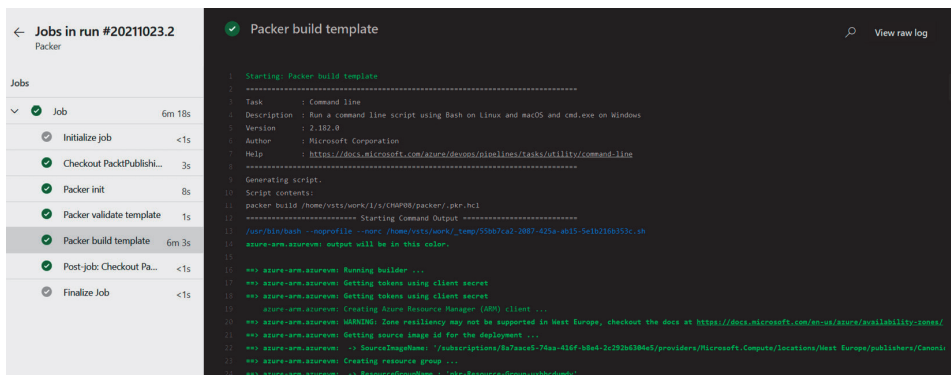 ← Jobs in run #20211023.2
Packer
Jobs
Job 6m 18s
Initialize job <1s
Checkout PacktPublishi... 3s
Packer init 8s
Packer validate template 1s
Packer build template 6m 3s
Post-job: Checkout Pa... <1s
Finalize Job <1s
Packer build template
View raw log
1 Starting: Packer build template
2 ==============================================================================
3 Task : Command line
4 Description : Run a command line script using Bash on Linux and macOS and cmd.exe on Windows
5 Version : 2.182.0
6 Author : Microsoft Corporation
7 Help : https://docs.microsoft.com/azure/devops/pipelines/tasks/utility/command-line
8 ==============================================================================
9 Generating script.
10 Script contents:
11 packer build /home/vsts/work/1/s/CHAP08/packer/.pkr.hcl
12 ========================== Starting Command Output ===========================
13 /usr/bin/bash --noprofile --norc /home/vsts/work/_temp/55bb7ca2-2087-425a-ab15-5e1b216b353c.sh
14 azure-arm.azurevm: output will be in this color.
15
16 ==> azure-arm.azurevm: Running builder ...
17 ==> azure-arm.azurevm: Getting tokens using client secret
18 ==> azure-arm.azurevm: Getting tokens using client secret
19 azure-arm.azurevm: Creating Azure Resource Manager (ARM) client ...
20 ==> azure-arm.azurevm: WARNING: Zone resiliency may not be supported in West Europe, checkout the docs at https://docs.microsoft.com/en-us/azure/availability-zones/
21 ==> azure-arm.azurevm: Getting source image id for the deployment ...
22 ==> azure-arm.azurevm: -> SourceImageName: '/subscriptions/8a7aace5-74aa-416f-b8e4-2c292b6304e5/providers/Microsoft.Compute/locations/West Europe/publishers/Canoni
23 ==> azure-arm.azurevm: Creating resource group ...
24 ==> azure-arm.azurevm: -> ResourceGroupName :